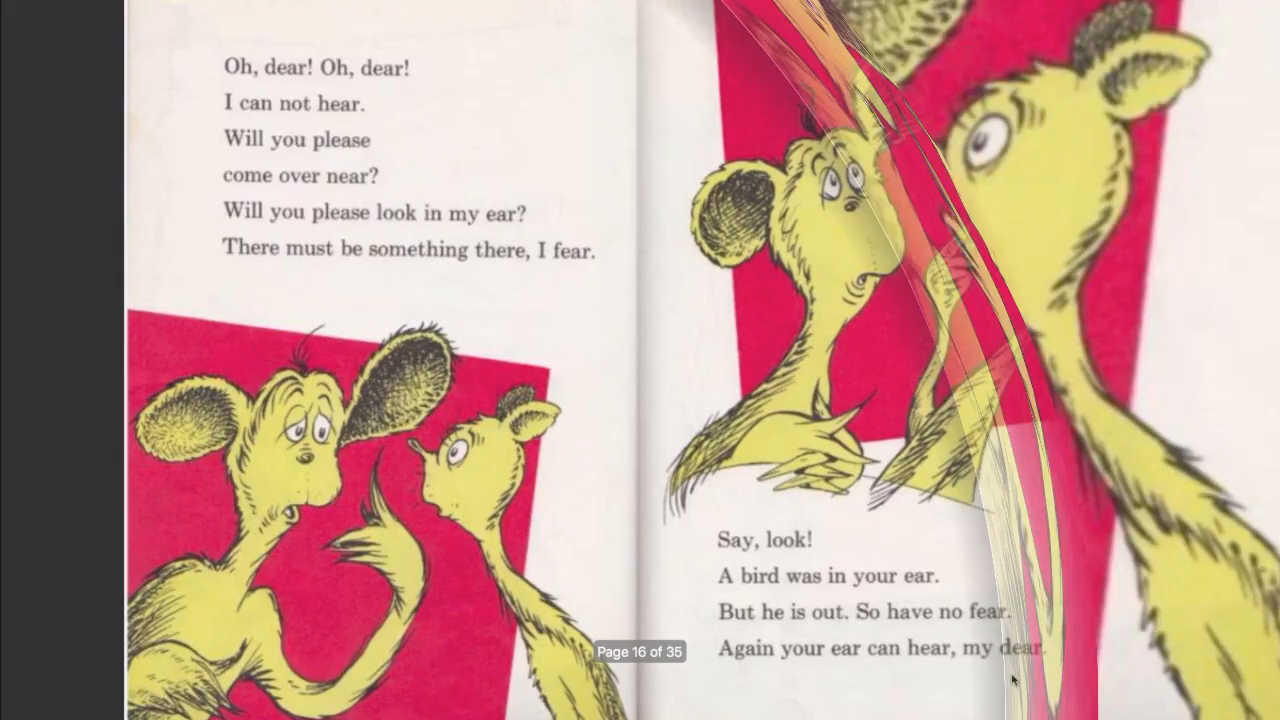 Oh, dear! Oh, dear!
I can not hear.
Will you please
come over near?
Will you please look in my ear?
There must be something there, I fear.
Say, look!
A bird was in your ear.
But he is out. So have no fear.
Again your ear can hear, my dear.
Page 16 of 35